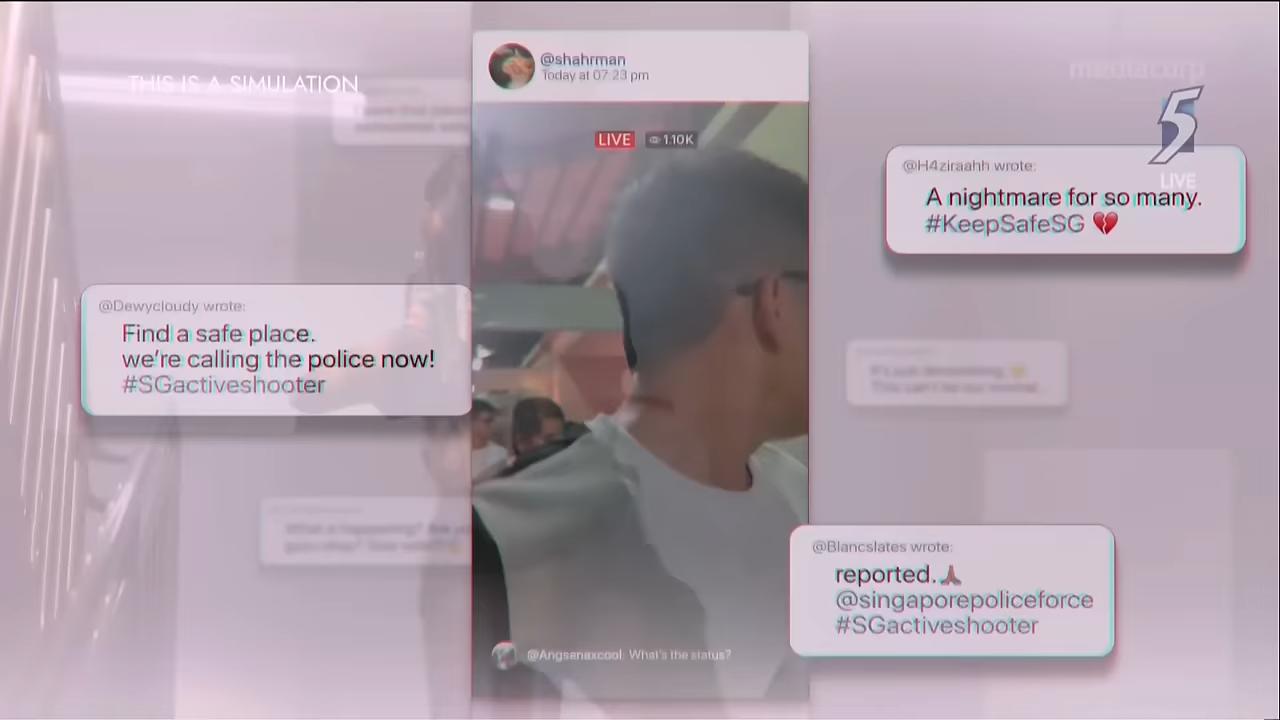 THIS IS A SIMULATION
mediacorp
5
LIVE
@shahrman
Today at 07:23 pm
LIVE 1.10K
@H4ziraahh wrote:
A nightmare for so many.
#KeepSafeSG 💔
@Dewycloudy wrote:
Find a safe place.
we're calling the police now!
#SGactiveshooter
@Blancslates wrote:
reported.🙏🏾
@singaporepoliceforce
#SGactiveshooter
@Angsanaxcool: What's the status?